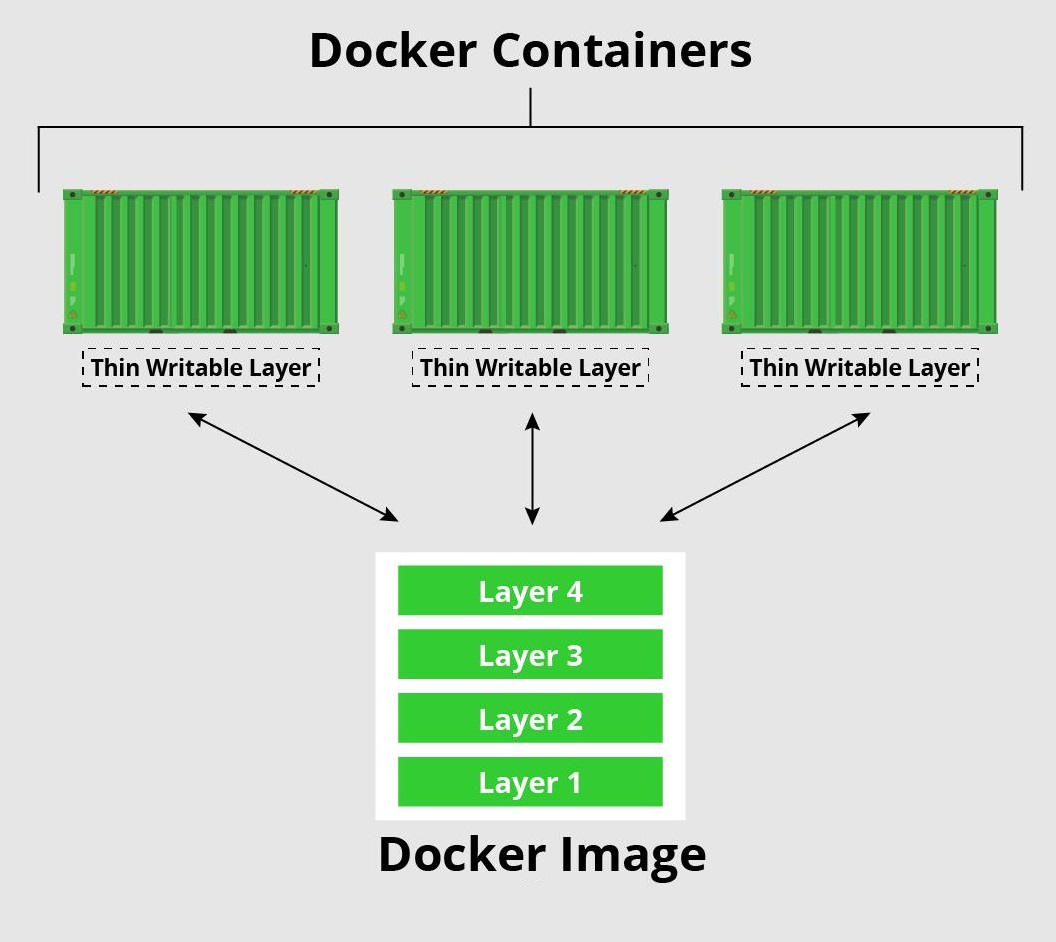 Docker Containers
Thin Writable Layer
Thin Writable Layer
Thin Writable Layer
Layer 4
Layer 3
Layer 2
Layer 1
Docker Image